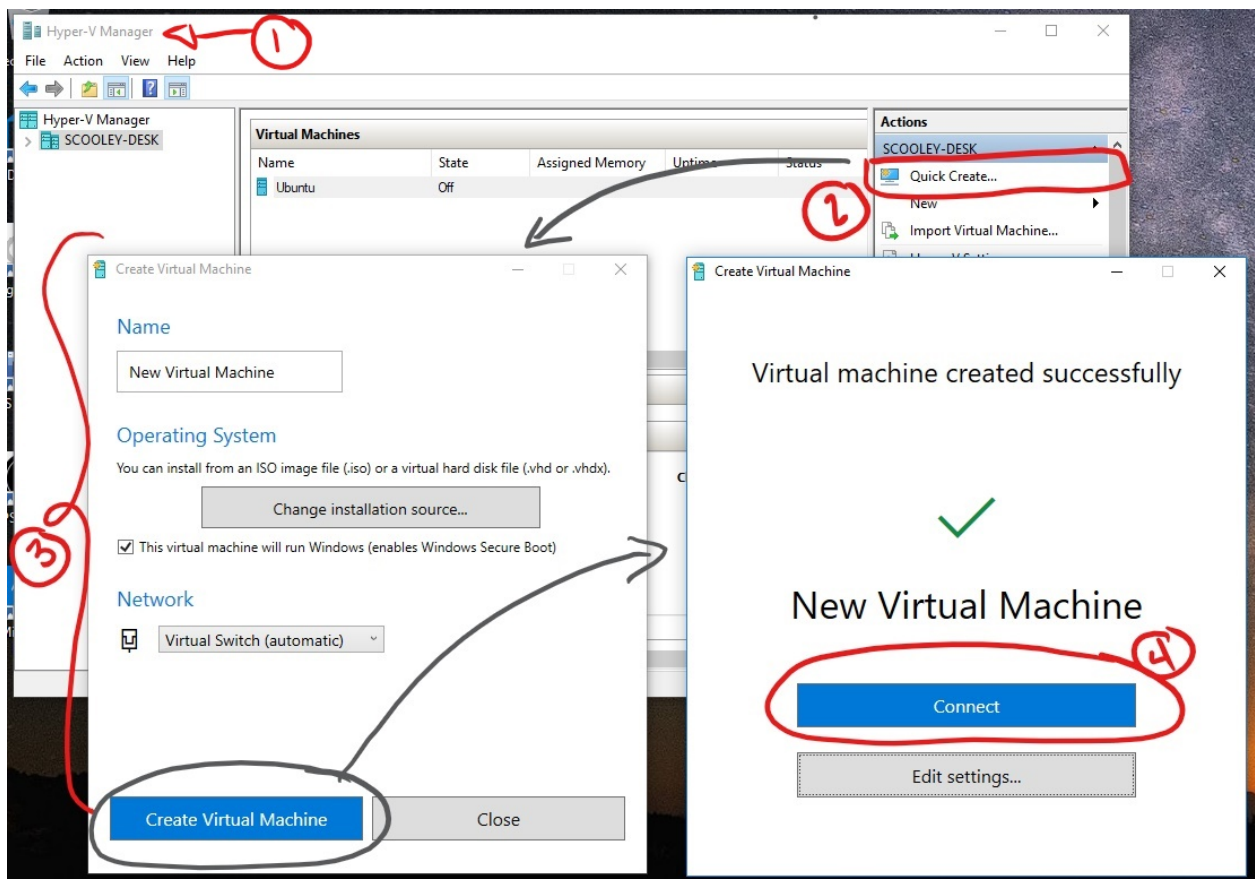 Hyper-V Manager
1
File Action View Help
Hyper-V Manager
SCOOLEY-DESK
Virtual Machines
Name State Assigned Memory Uptime Status
Ubuntu Off
Actions
SCOOLEY-DESK
Quick Create...
2
New
Import Virtual Machine...
Create Virtual Machine
Name
New Virtual Machine
Operating System
You can install from an ISO image file (.iso) or a virtual hard disk file (.vhd or .vhdx).
Change installation source...
This virtual machine will run Windows (enables Windows Secure Boot)
3
Network
Virtual Switch (automatic)
Create Virtual Machine Close
Create Virtual Machine
Virtual machine created successfully
New Virtual Machine
4
Connect
Edit settings...